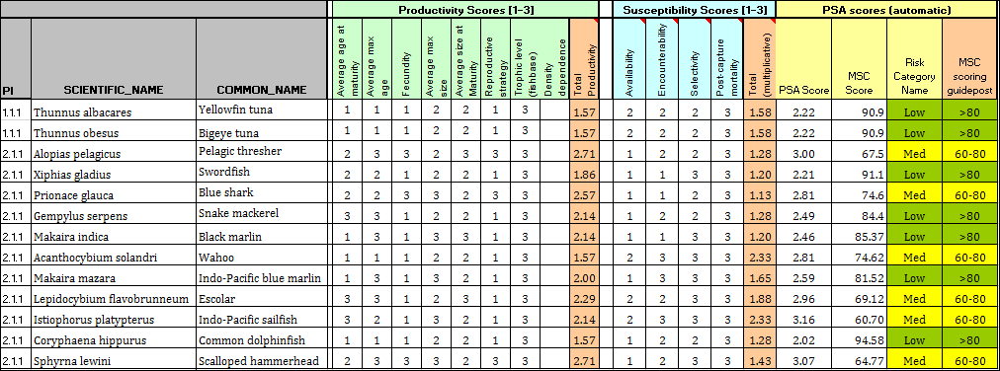 Productivity Scores [1-3] Susceptibility Scores [1-3] PSA scores (automatic)
PI SCIENTIFIC_NAME COMMON_NAME Average age at maturity Average max age Fecundity Average max size Average size at Maturity Reproductive strategy Trophic level (fishbase) Density dependence Total Productivity Availability Encounterability Selectivity Post-capture mortality Total (multiplicative) PSA Score MSC Score Risk Category Name MSC scoring guidepost
1.1.1 Thunnus albacares Yellowfin tuna 1 1 1 2 2 1 3 1.57 2 2 2 3 1.58 2.22 90.9 Low >80
1.1.1 Thunnus obesus Bigeye tuna 1 1 1 2 2 1 3 1.57 2 2 2 3 1.58 2.22 90.9 Low >80
2.1.1 Alopias pelagicus Pelagic thresher 2 3 3 2 3 3 3 2.71 1 2 2 3 1.28 3.00 67.5 Med 60-80
2.1.1 Xiphias gladius Swordfish 2 2 1 2 2 1 3 1.86 1 1 2 3 1.20 2.21 91.1 Low >80
2.1.1 Prionace glauca Blue shark 2 2 3 3 2 3 3 2.57 1 1 2 3 1.13 2.81 74.6 Med 60-80
2.1.1 Gempylus serpens Snake mackerel 3 3 1 2 2 1 3 2.14 1 2 2 3 1.28 2.49 84.4 Low >80
2.1.1 Makaira indica Black marlin 1 3 1 3 3 1 3 2.14 1 1 3 3 1.20 2.46 85.37 Low >80
2.1.1 Acanthocybium solandri Wahoo 1 1 1 2 2 1 3 1.57 2 3 3 3 2.33 2.81 74.62 Med 60-80
2.1.1 Makaira mazara Indo-Pacific blue marlin 1 3 1 3 2 1 3 2.00 1 2 3 3 1.65 2.59 81.52 Low >80
2.1.1 Lepidocybium flavobrunneum Escolar 3 3 1 3 2 1 3 2.29 2 2 3 3 1.88 2.96 69.12 Med 60-80
2.1.1 Istiophorus platypterus Indo-Pacific sailfish 3 2 1 3 2 1 3 2.14 2 3 3 3 2.33 3.16 60.70 Med 60-80
2.1.1 Coryphaena hippurus Common dolphinfish 1 1 1 2 2 1 3 1.57 1 2 2 3 1.28 2.02 94.58 Low >80
2.1.1 Sphyrna lewini Scalloped hammerhead 2 3 3 3 2 3 3 2.71 1 2 3 3 1.43 3.07 64.77 Med 60-80